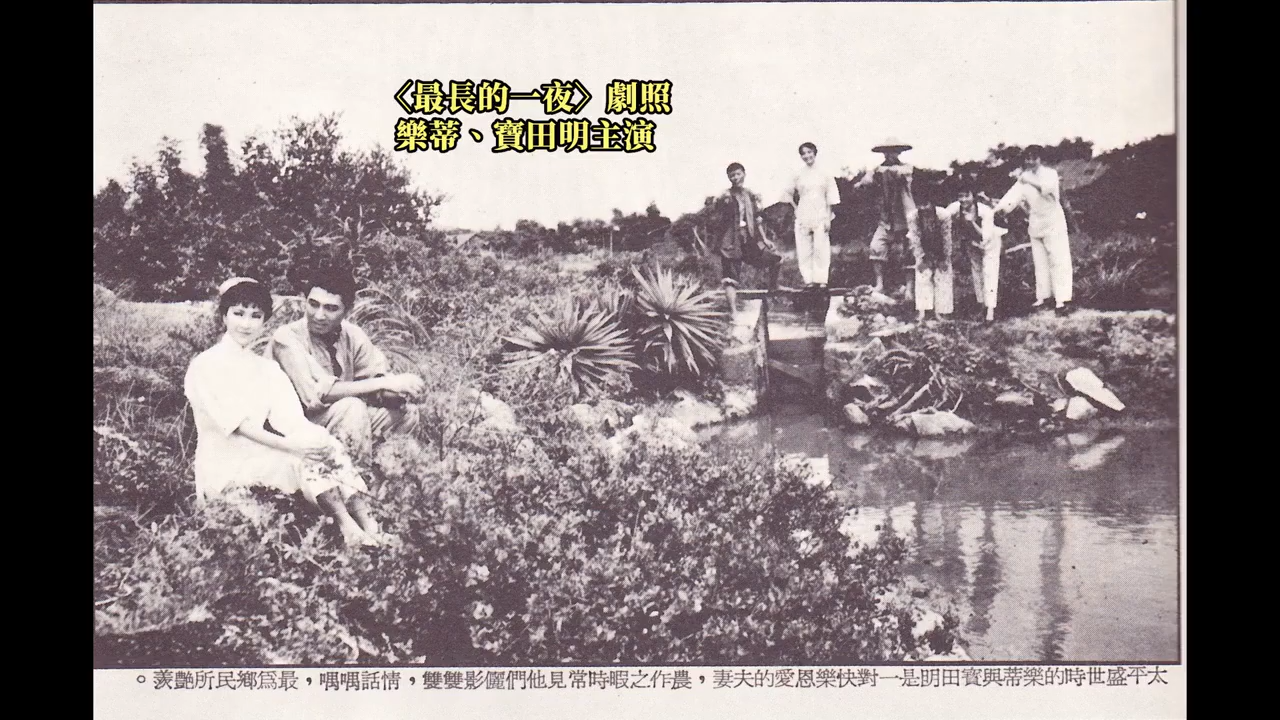 〈最長的一夜〉劇照
樂蒂、寶田明主演
太平盛世時的樂蒂與寶田明是一對快樂恩愛的夫妻，農作之暇時常見他們儷影雙雙，情話喁喁，最爲鄉民所艷羨。